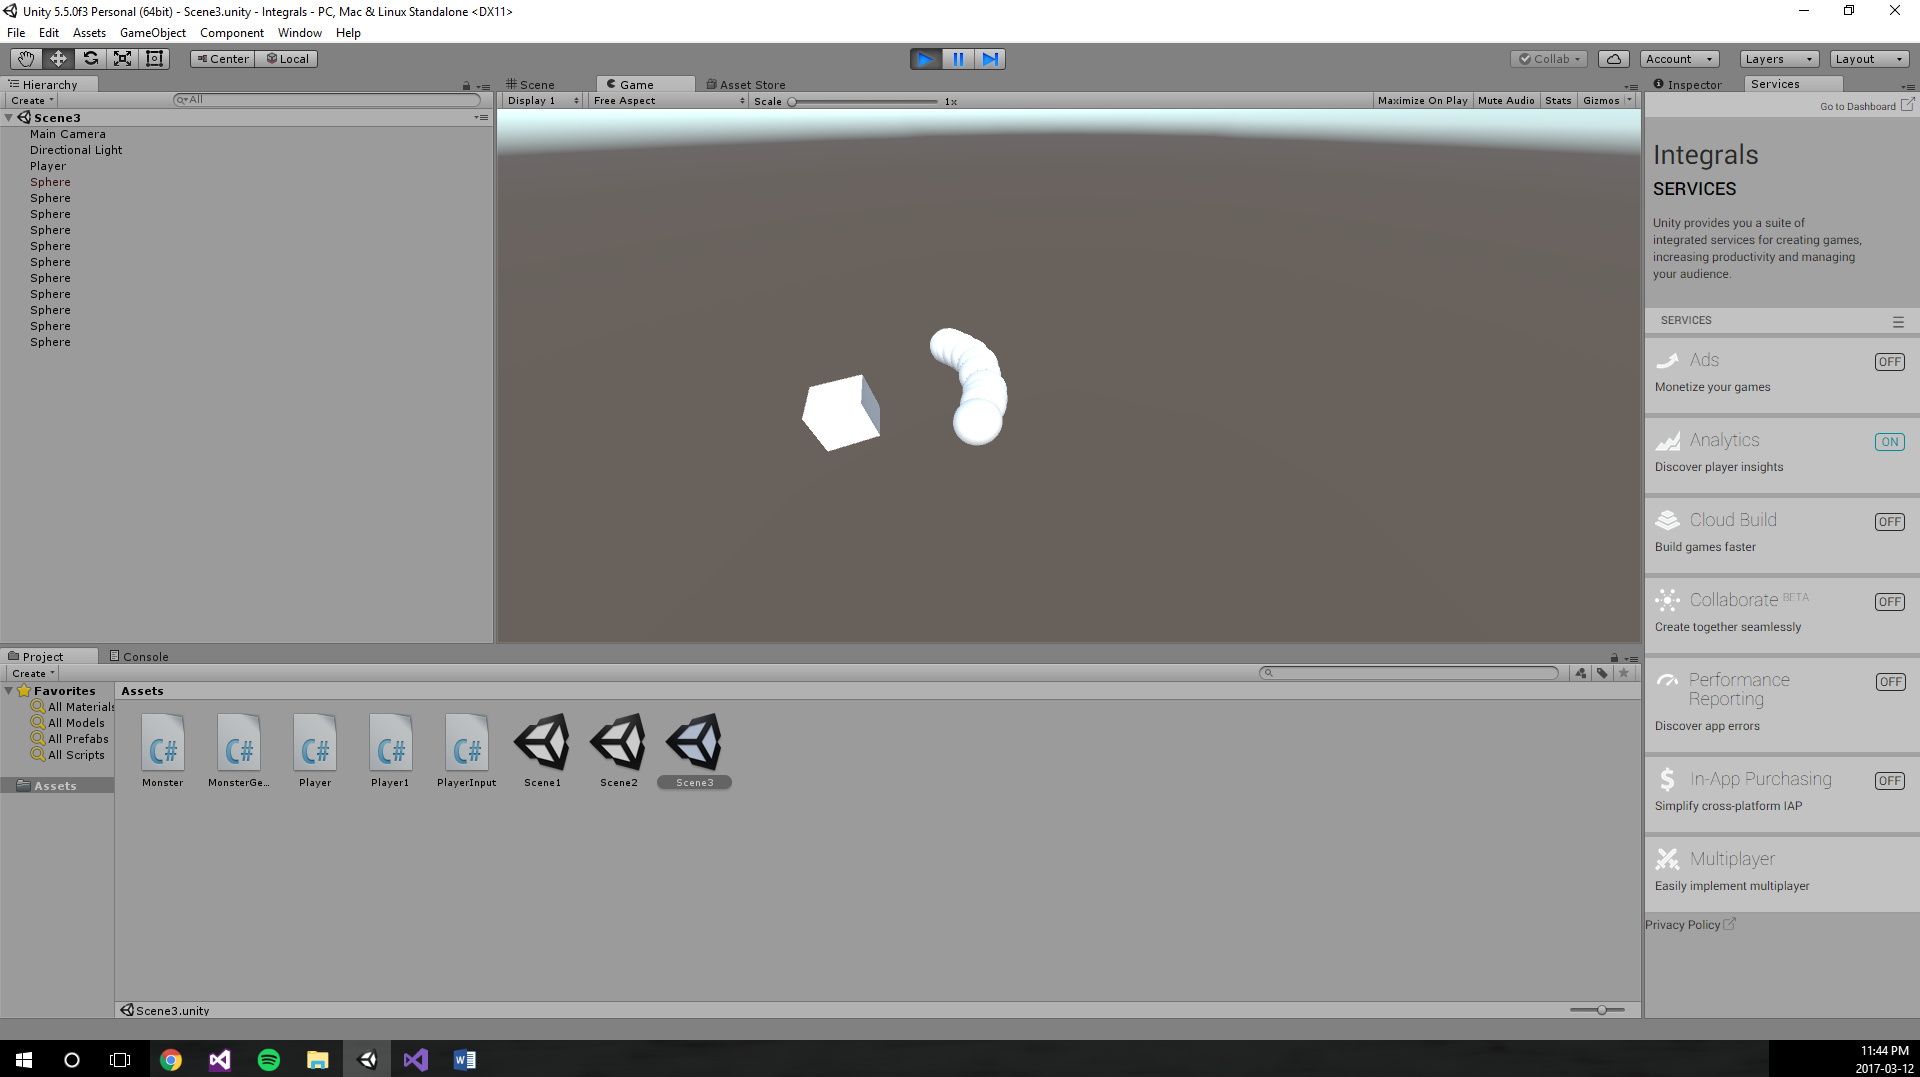 Unity 5.5.0f3 Personal (64bit) - Scene3.unity - Integrals - PC, Mac & Linux Standalone <DX11>
File Edit Assets GameObject Component Window Help
Center Local Collab Account Layers Layout
Hierarchy
Create All
Scene3
Main Camera
Directional Light
Player
Sphere
Sphere
Sphere
Sphere
Sphere
Sphere
Sphere
Sphere
Sphere
Sphere
Sphere
Scene Game Asset Store
Display 1 Free Aspect Scale 1x Maximize On Play Mute Audio Stats Gizmos
Inspector Services
Go to Dashboard
Integrals
SERVICES
Unity provides you a suite of
integrated services for creating games,
increasing productivity and managing
your audience.
SERVICES
Ads OFF
Monetize your games
Analytics ON
Discover player insights
Cloud Build OFF
Build games faster
Collaborate BETA OFF
Create together seamlessly
Performance
Reporting OFF
Discover app errors
In-App Purchasing OFF
Simplify cross-platform IAP
Multiplayer
Easily implement multiplayer
Privacy Policy
Project Console
Create
Favorites
All Materials
All Models
All Prefabs
All Scripts
Assets
Assets
C# C# C# C# C#
Monster MonsterGe... Player Player1 PlayerInput Scene1 Scene2 Scene3
Scene3.unity
11:44 PM
2017-03-12